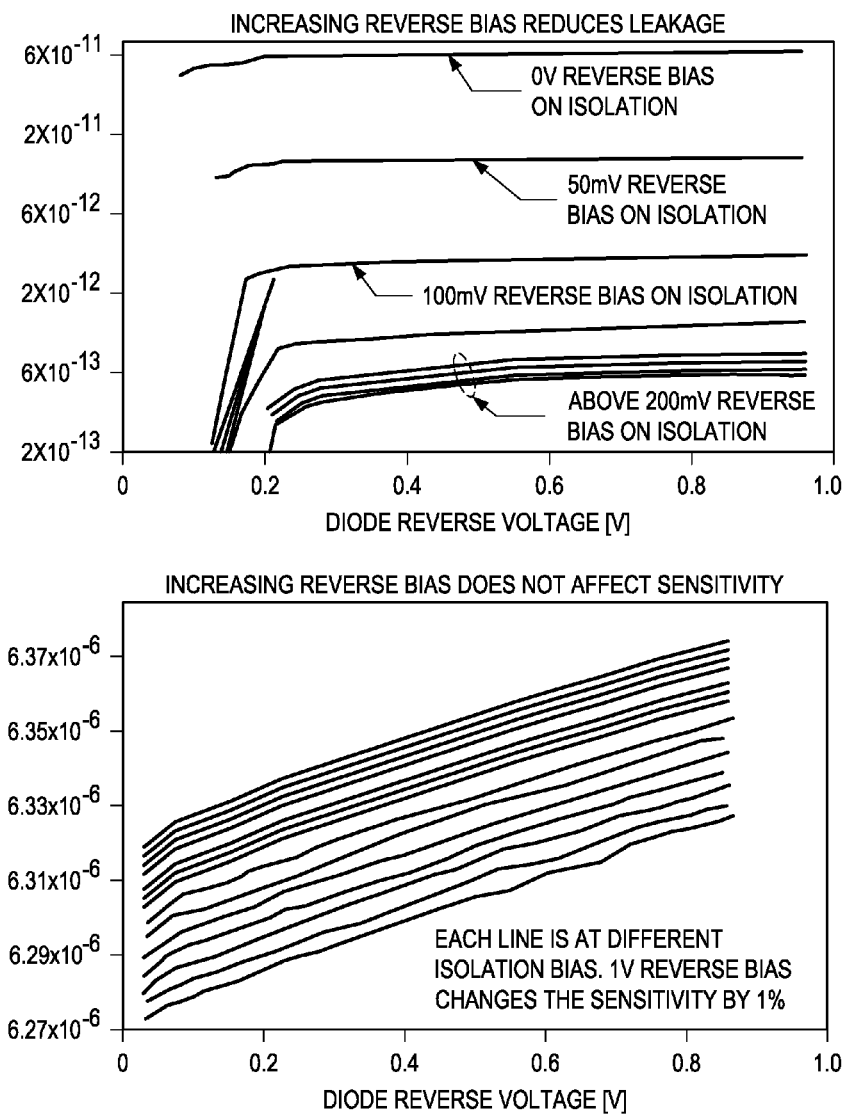 INCREASING REVERSE BIAS REDUCES LEAKAGE
6X10-11
2X10-11
6X10-12
2X10-12
6X10-13
2X10-13
0V REVERSE BIAS
ON ISOLATION
50mV REVERSE
BIAS ON ISOLATION
100mV REVERSE BIAS ON ISOLATION
ABOVE 200mV REVERSE
BIAS ON ISOLATION
0 0.2 0.4 0.6 0.8 1.0
DIODE REVERSE VOLTAGE [V]
INCREASING REVERSE BIAS DOES NOT AFFECT SENSITIVITY
6.37x10-6
6.35x10-6
6.33x10-6
6.31x10-6
6.29x10-6
6.27x10-6
EACH LINE IS AT DIFFERENT
ISOLATION BIAS. 1V REVERSE BIAS
CHANGES THE SENSITIVITY BY 1%
0 0.2 0.4 0.6 0.8 1.0
DIODE REVERSE VOLTAGE [V]